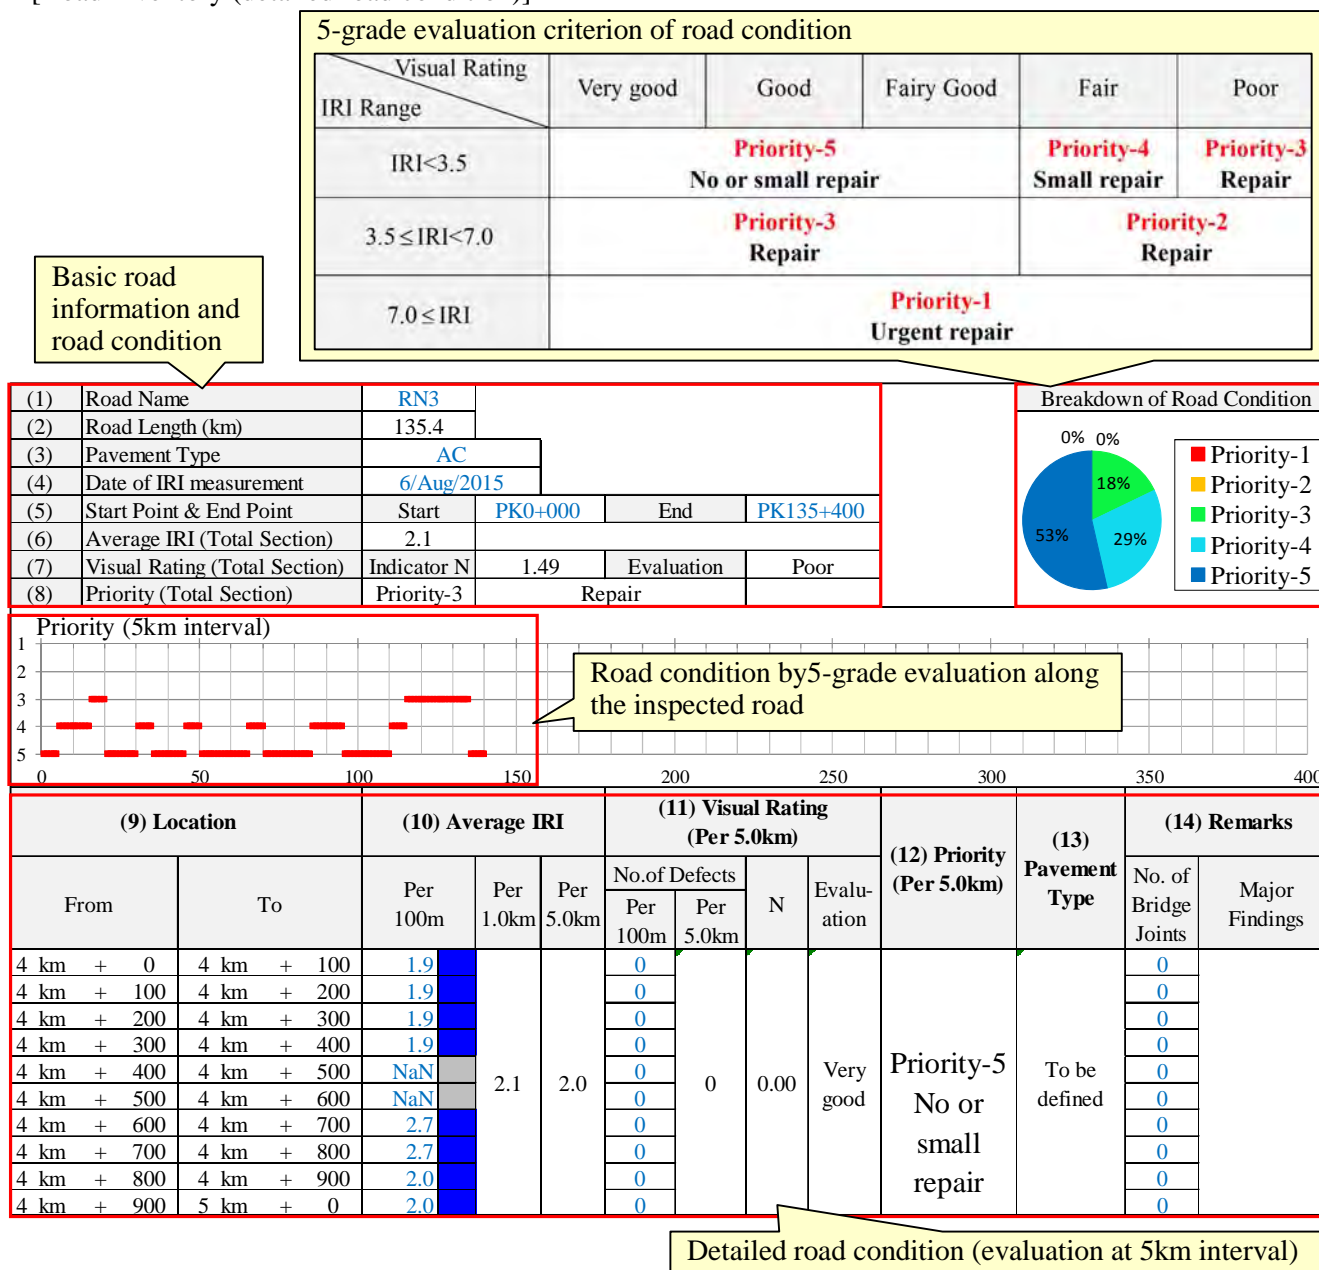 5-grade evaluation criterion of road condition
Visual Rating
IRI Range
Very good Good Fairy Good Fair Poor
IRI<3.5
Priority-5
No or small repair
Priority-4
Small repair
Priority-3
Repair
3.5≤IRI<7.0
Priority-3
Repair
Priority-2
Repair
7.0≤IRI
Priority-1
Urgent repair
Basic road
information and
road condition
(1) Road Name RN3
(2) Road Length (km) 135.4
(3) Pavement Type AC
(4) Date of IRI measurement 6/Aug/2015
(5) Start Point & End Point Start PK0+000 End PK135+400
(6) Average IRI (Total Section) 2.1
(7) Visual Rating (Total Section) Indicator N 1.49 Evaluation Poor
(8) Priority (Total Section) Priority-3 Repair
Breakdown of Road Condition
0% 0%
18%
29%
53%
Priority-1
Priority-2
Priority-3
Priority-4
Priority-5
Priority (5km interval)
1
2
3
4
5
0 50 100 150 200 250 300 350 400
Road condition by5-grade evaluation along
the inspected road
(9) Location
From To
(10) Average IRI
Per
100m
Per
1.0km
Per
5.0km
(11) Visual Rating
(Per 5.0km)
No.of Defects
Per
100m
Per
5.0km
N
Evalu-
ation
(12) Priority
(Per 5.0km)
(13)
Pavement
Type
(14) Remarks
No. of
Bridge
Joints
Major
Findings
4 km + 0 4 km + 100 1.9 0 0
4 km + 100 4 km + 200 1.9 0 0
4 km + 200 4 km + 300 1.9 0 0
4 km + 300 4 km + 400 1.9 0 0
4 km + 400 4 km + 500 NaN 0 0
4 km + 500 4 km + 600 NaN 0 0
4 km + 600 4 km + 700 2.7 0 0
4 km + 700 4 km + 800 2.7 0 0
4 km + 800 4 km + 900 2.0 0 0
4 km + 900 5 km + 0 2.0 0 0
2.1 2.0 0 0.00
Very
good
Priority-5
No or
small
repair
To be
defined
Detailed road condition (evaluation at 5km interval)